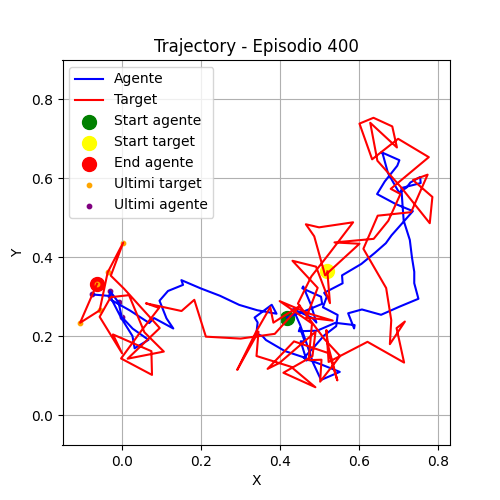 Trajectory - Episodio 400
Agente
Target
Start agente
Start target
End agente
Ultimi target
Ultimi agente
Y
0.8
0.6
0.4
0.2
0.0
0.0 0.2 0.4 0.6 0.8
X